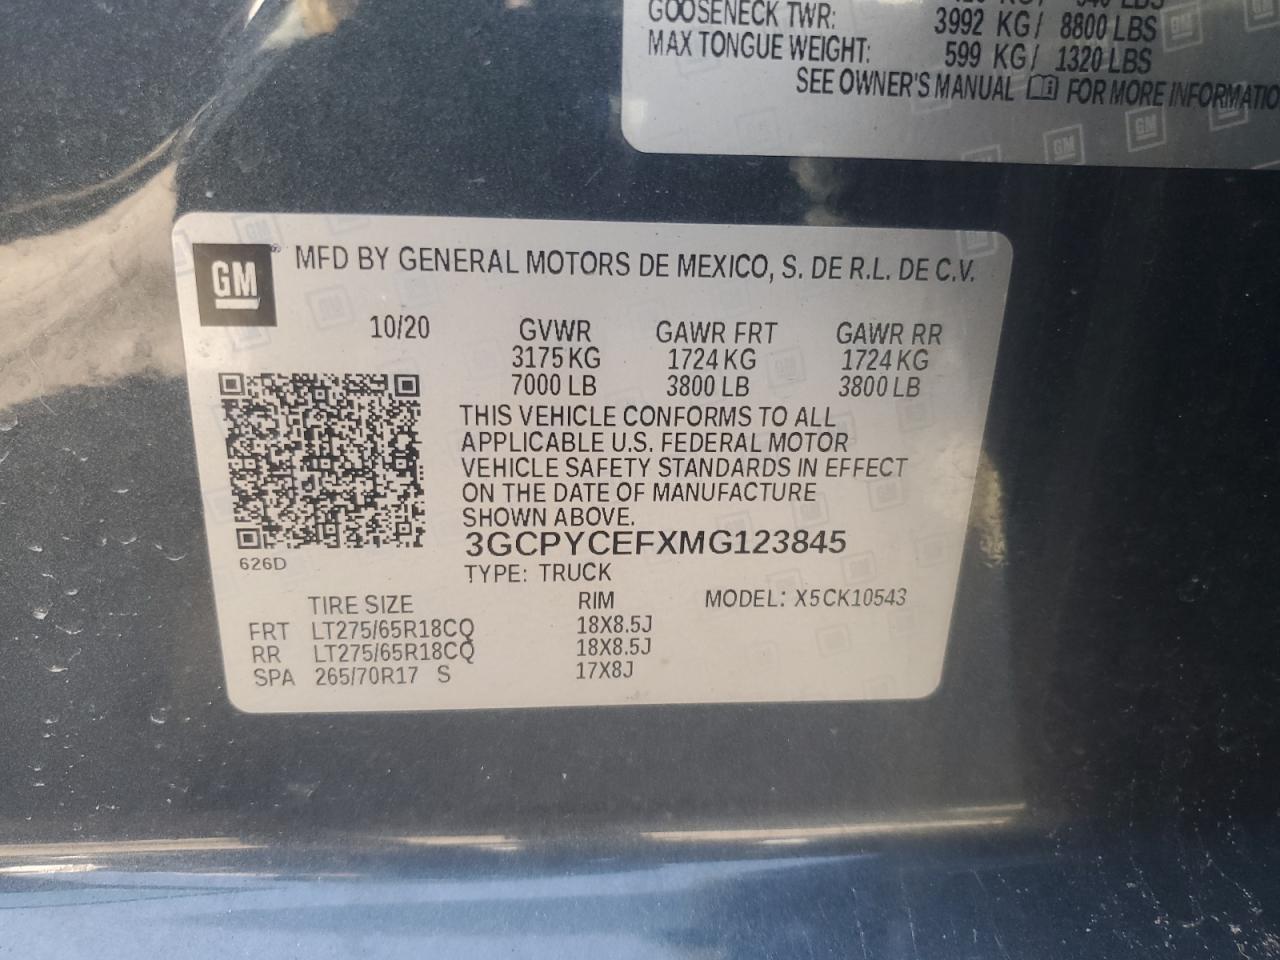 GOOSENECK TWR: 3992 KG/ 8800 LBS
MAX TONGUE WEIGHT: 599 KG/ 1320 LBS
SEE OWNER'S MANUAL FOR MORE INFORMATIO
GM MFD BY GENERAL MOTORS DE MEXICO, S. DE R.L. DE C.V.
10/20 GVWR GAWR FRT GAWR RR
3175 KG 1724 KG 1724 KG
7000 LB 3800 LB 3800 LB
THIS VEHICLE CONFORMS TO ALL
APPLICABLE U.S. FEDERAL MOTOR
VEHICLE SAFETY STANDARDS IN EFFECT
ON THE DATE OF MANUFACTURE
SHOWN ABOVE.
3GCPYCEFXMG123845
626D
TYPE: TRUCK
TIRE SIZE RIM MODEL: X5CK10543
FRT LT275/65R18CQ 18X8.5J
RR LT275/65R18CQ 18X8.5J
SPA 265/70R17 S 17X8J